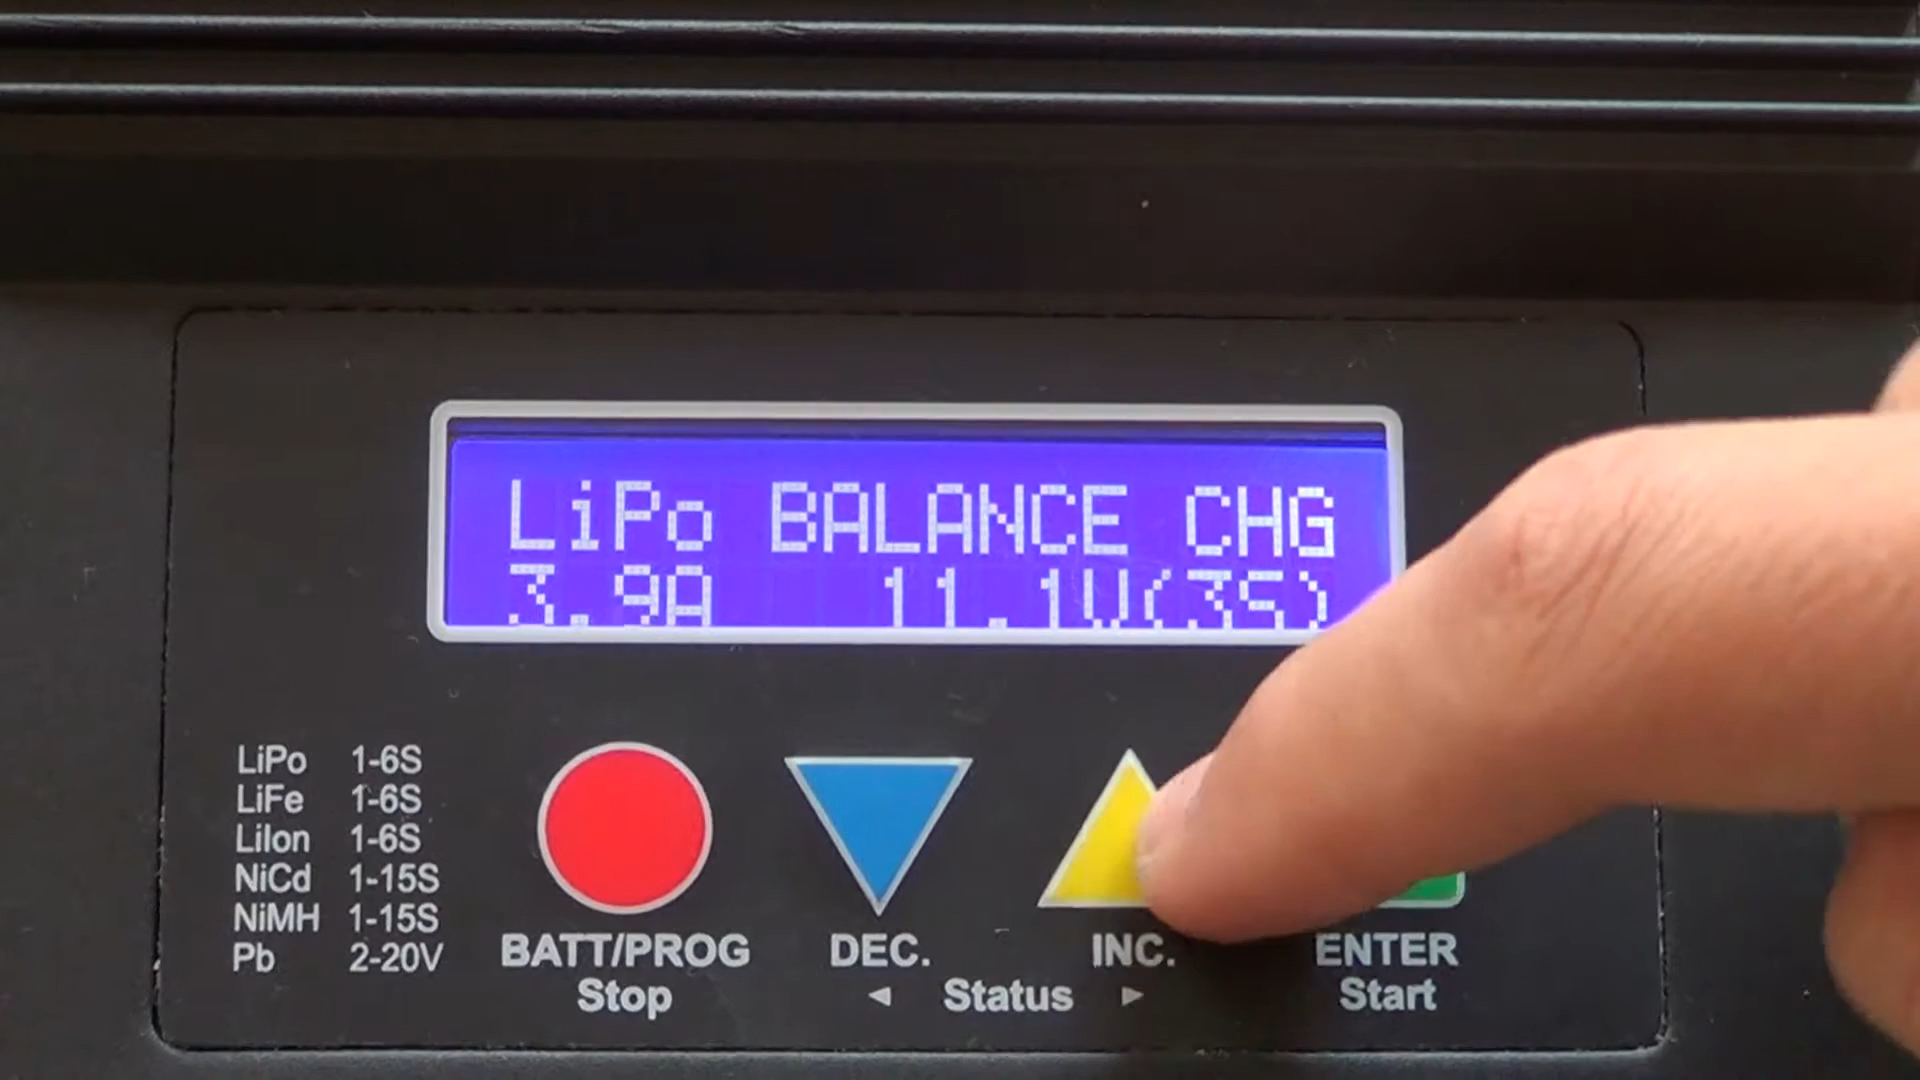 LiPo BALANCE CHG
3.9A 11.1V(3S)
LiPo 1-6S
LiFe 1-6S
LiIon 1-6S
NiCd 1-15S
NiMH 1-15S
Pb 2-20V
BATT/PROG
Stop
DEC.
INC.
◄ Status ►
ENTER
Start